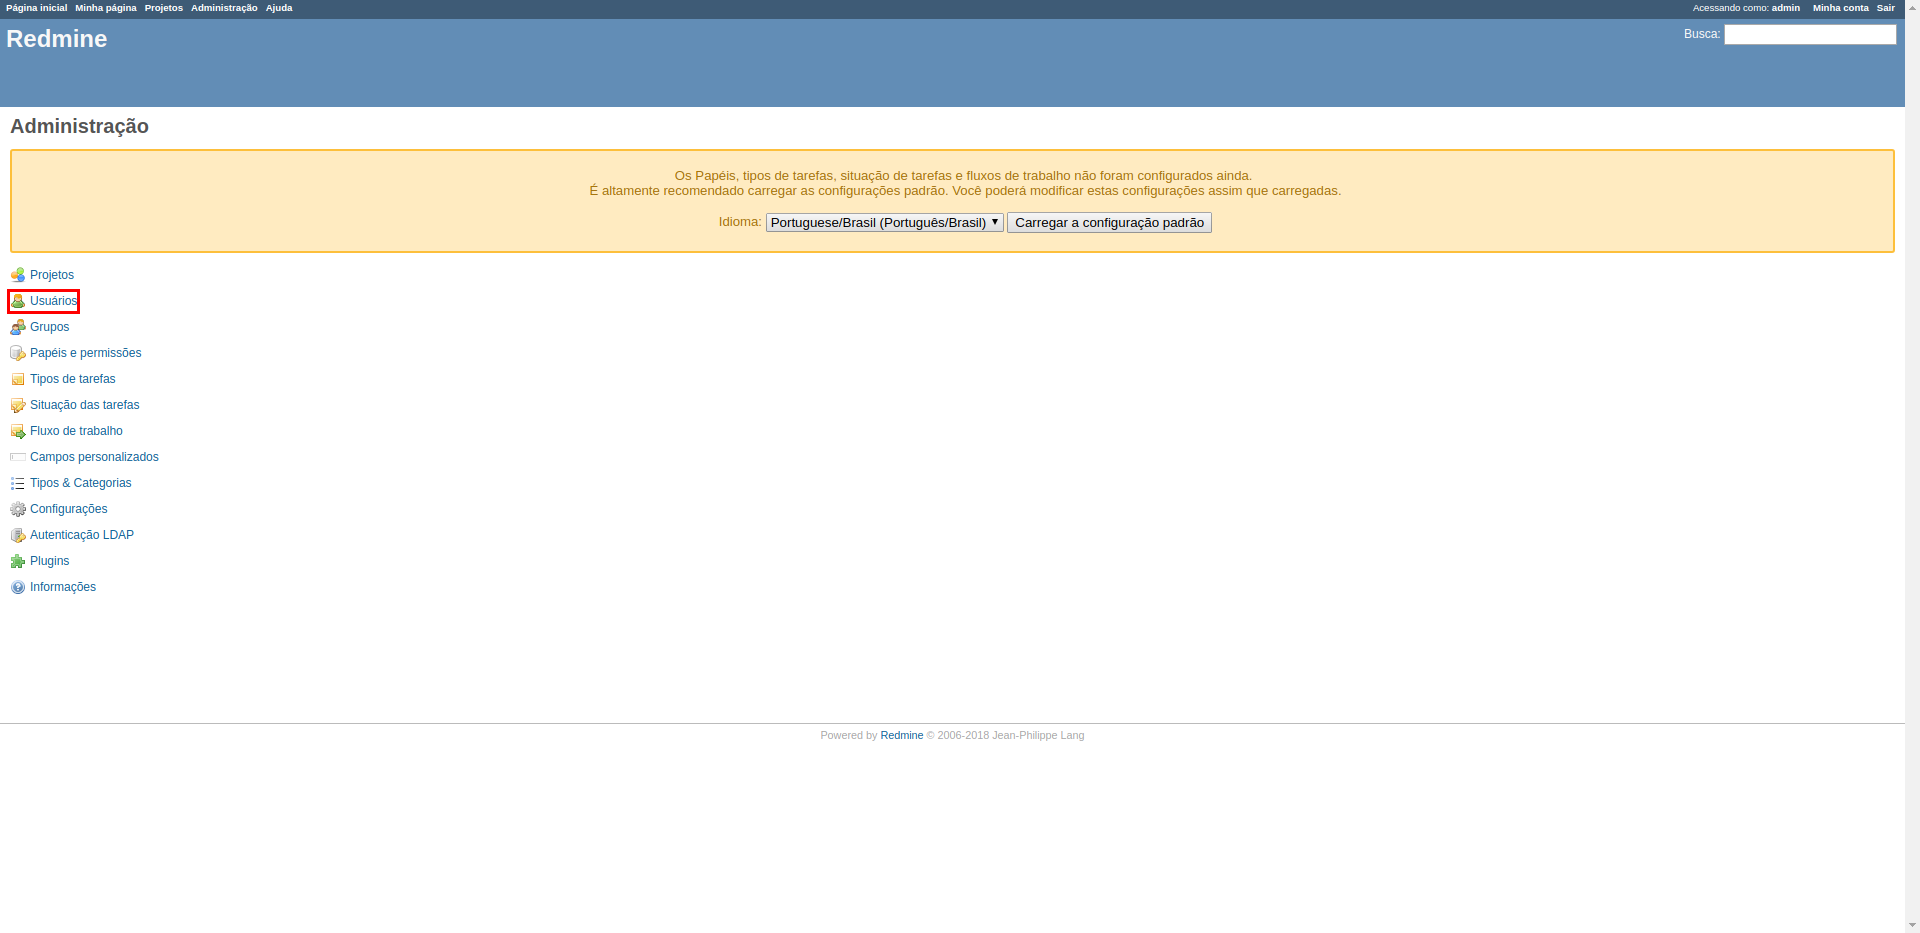 Página inicial Minha página Projetos Administração Ajuda Acessando como: admin Minha conta Sair
Redmine
Busca:
Administração
Os Papéis, tipos de tarefas, situação de tarefas e fluxos de trabalho não foram configurados ainda.
É altamente recomendado carregar as configurações padrão. Você poderá modificar estas configurações assim que carregadas.
Idioma: Portuguese/Brasil (Português/Brasil) Carregar a configuração padrão
Projetos
Usuários
Grupos
Papéis e permissões
Tipos de tarefas
Situação das tarefas
Fluxo de trabalho
Campos personalizados
Tipos & Categorias
Configurações
Autenticação LDAP
Plugins
Informações
Powered by Redmine © 2006-2018 Jean-Philippe Lang